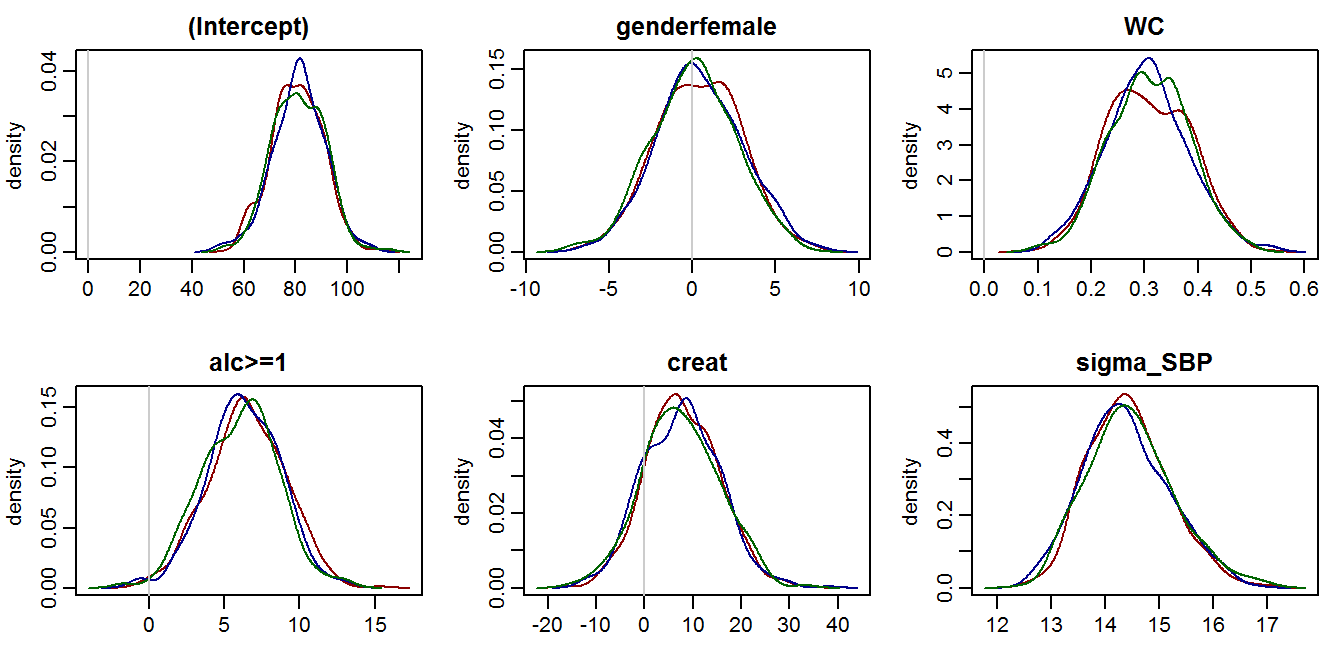 (Intercept)
density
0.00 0.02 0.04
0 20 40 60 80 100
genderfemale
density
0.00 0.05 0.10 0.15
-10 -5 0 5 10
WC
density
0 1 2 3 4 5
0.0 0.1 0.2 0.3 0.4 0.5 0.6
alc>=1
density
0.00 0.05 0.10 0.15
0 5 10 15
creat
density
0.00 0.02 0.04
-20 -10 0 10 20 30 40
sigma_SBP
density
0.0 0.2 0.4
12 13 14 15 16 17